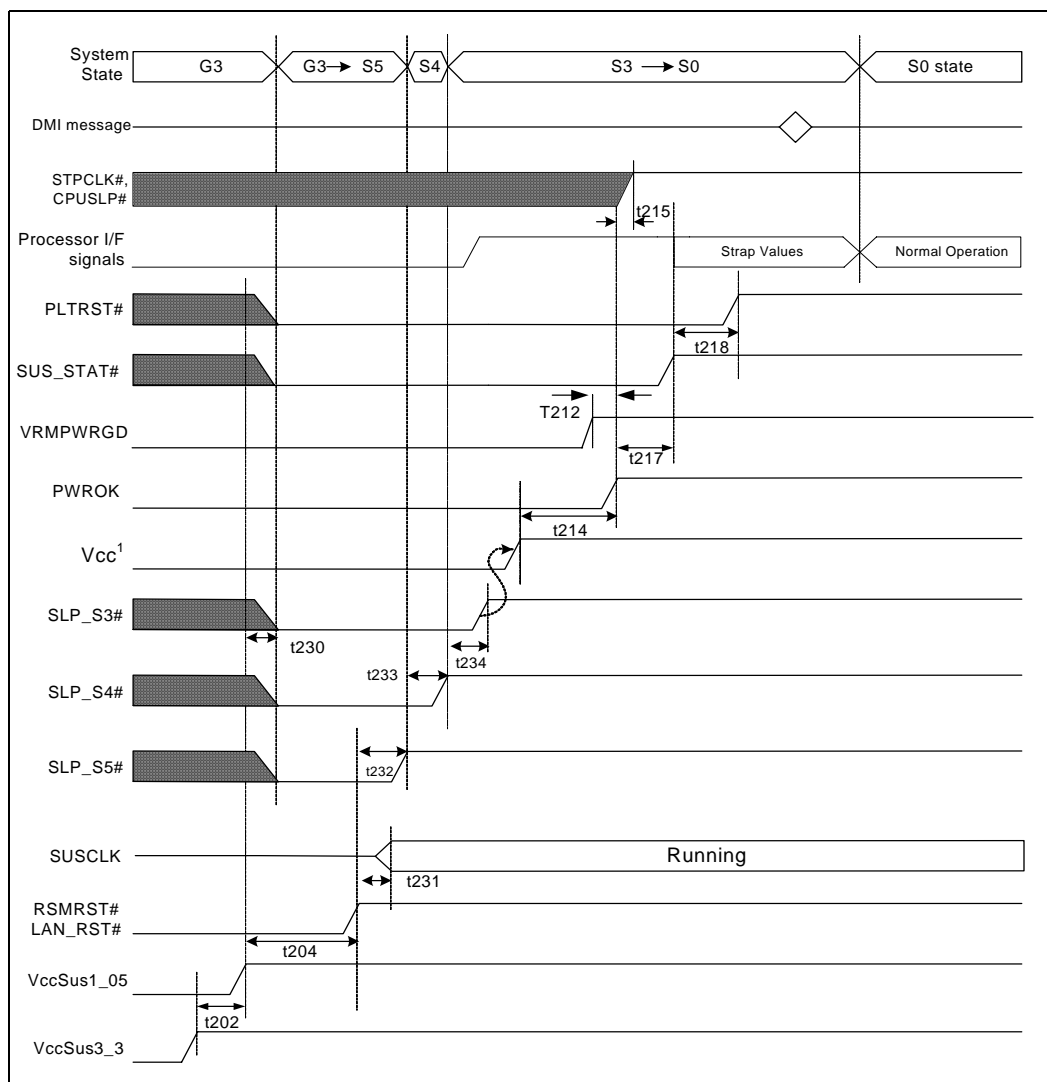 System
State
G3
G3→ S5
S4
S3 → S0
S0 state
DMI message
STPCLK#,
CPUSLP#
t215
Processor I/F
signals
Strap Values
Normal Operation
PLTRST#
t218
SUS_STAT#
T212
VRMPWRGD
t217
PWROK
t214
Vcc¹
SLP_S3#
t230
t234
t233
SLP_S4#
SLP_S5#
t232
SUSCLK
Running
t231
RSMRST#
LAN_RST#
t204
VccSus1_05
t202
VccSus3_3